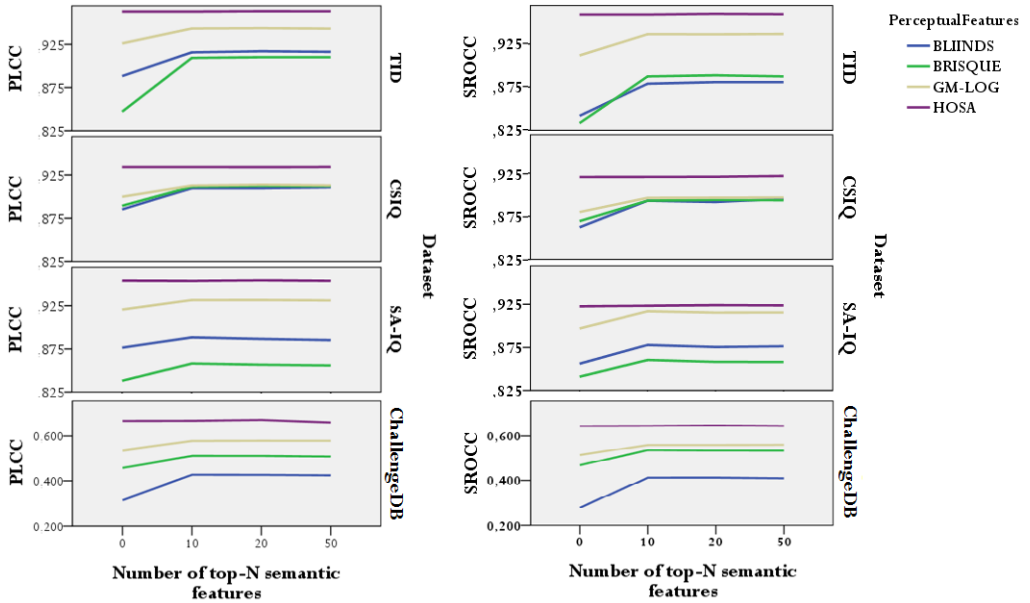 PerceptualFeatures
BLIINDS
BRISQUE
GM-LOG
HOSA
PLCC
,925
,875
,825
TID
PLCC
,925
,875
,825
CSIQ
PLCC
,925
,875
,825
SA-IQ
PLCC
0,600
0,400
0,200
ChallengeDB
Dataset
0
10
20
50
Number of top-N semantic
features
SROCC
,925
,875
,825
TID
SROCC
,925
,875
,825
CSIQ
SROCC
,925
,875
,825
SA-IQ
SROCC
0,600
0,400
0,200
ChallengeDB
Dataset
0
10
20
50
Number of top-N semantic
features